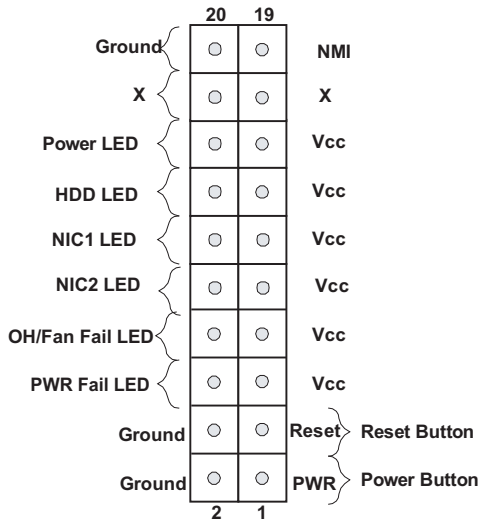 20 19
Ground NMI
X X
Power LED Vcc
HDD LED Vcc
NIC1 LED Vcc
NIC2 LED Vcc
OH/Fan Fail LED Vcc
PWR Fail LED Vcc
Ground Reset Reset Button
Ground PWR Power Button
2 1